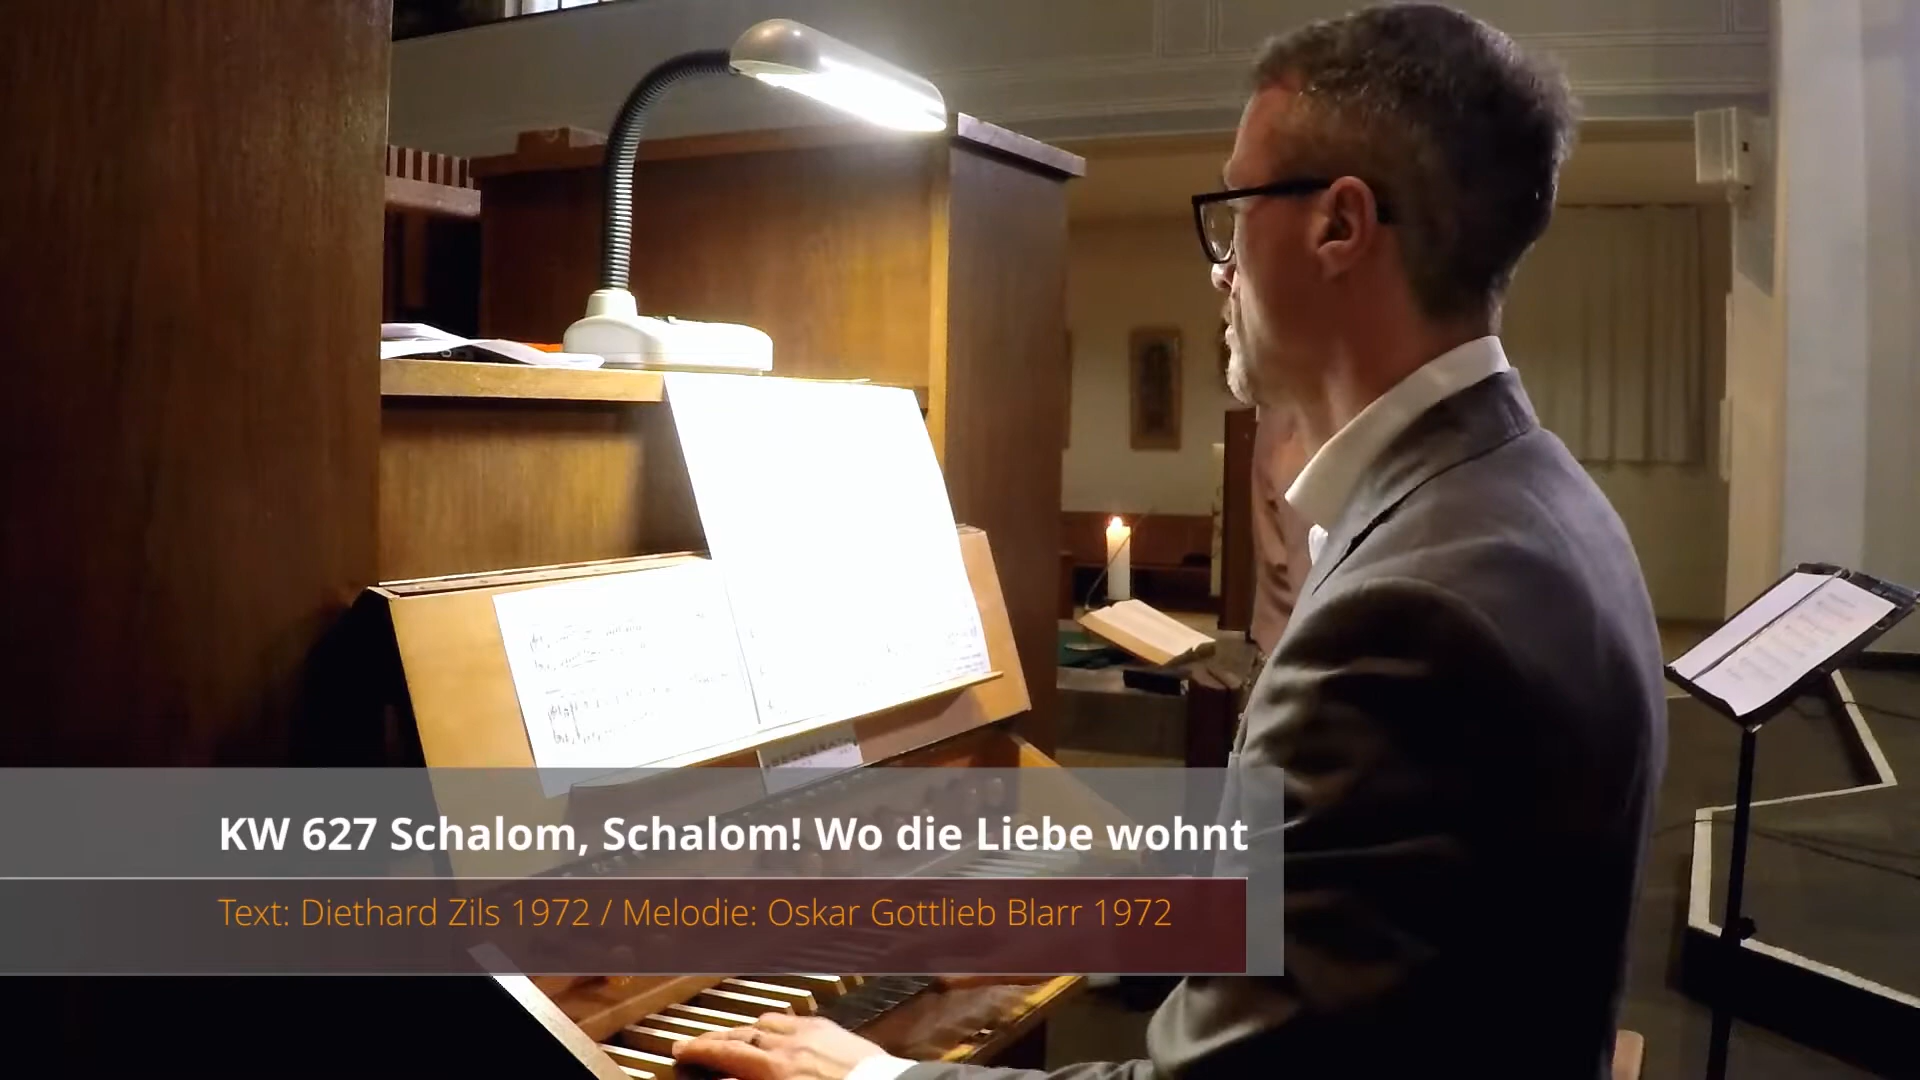 KW 627 Schalom, Schalom! Wo die Liebe wohnt
Text: Diethard Zils 1972 / Melodie: Oskar Gottlieb Blarr 1972